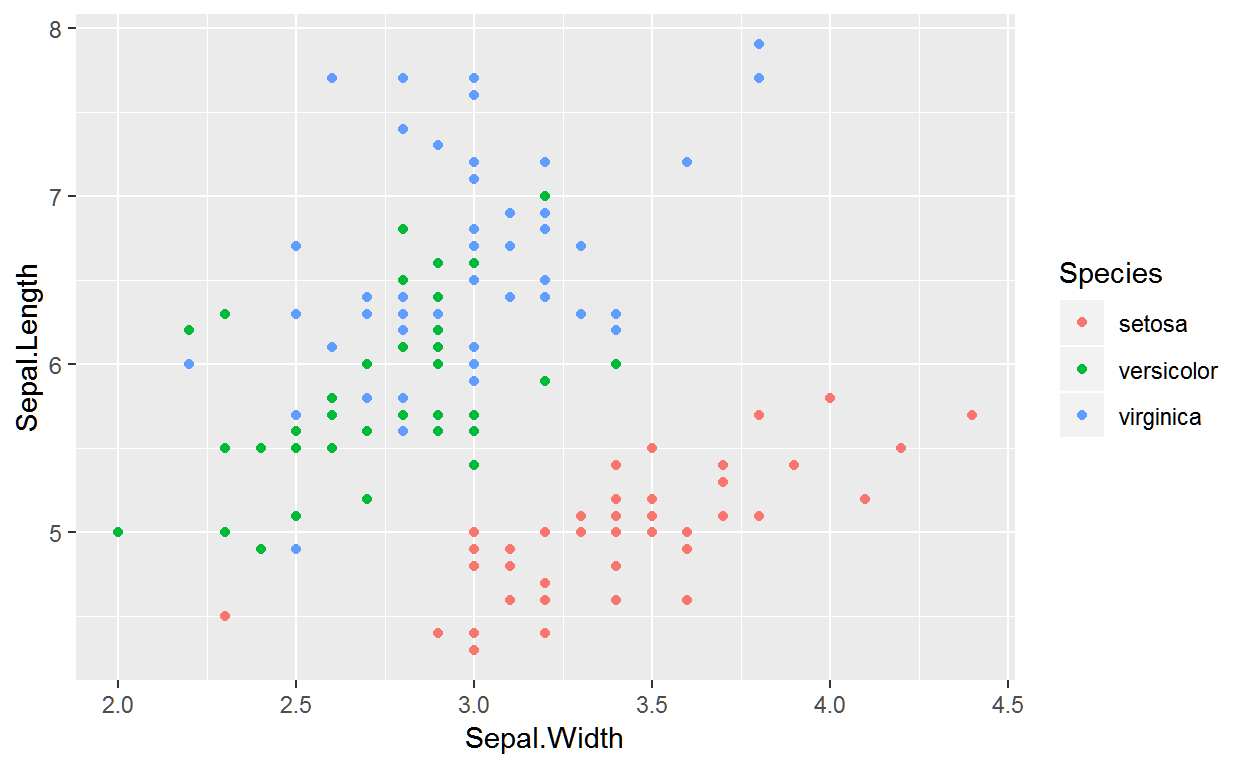 8
7
6
5
Sepal.Length
2.0 2.5 3.0 3.5 4.0 4.5
Sepal.Width
Species
setosa
versicolor
virginica